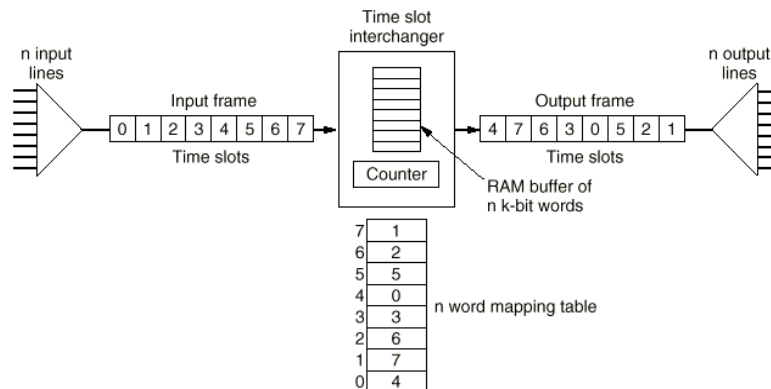 Time slot
interchanger
n input
lines
n output
lines
Input frame
Output frame
0 1 2 3 4 5 6 7
4 7 6 3 0 5 2 1
Time slots
Time slots
Counter
RAM buffer of
n k-bit words
7 1
6 2
5 5
4 0
3 3
2 6
1 7
0 4
n word mapping table